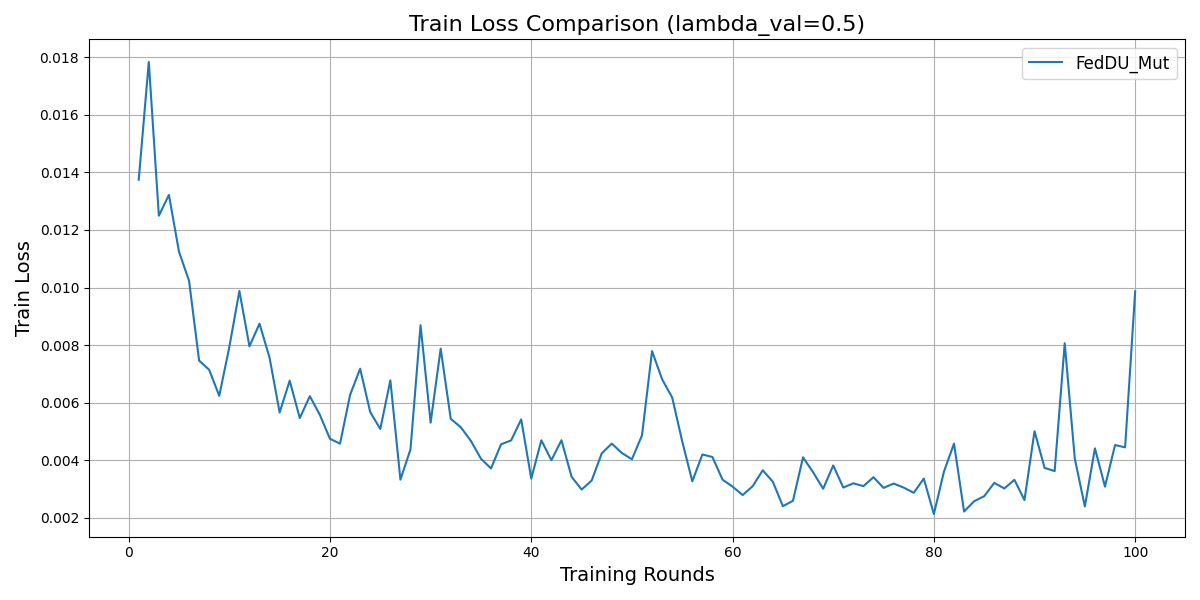 Train Loss Comparison (lambda_val=0.5)
FedDU_Mut
Train Loss
0.018
0.016
0.014
0.012
0.010
0.008
0.006
0.004
0.002
0 20 40 60 80 100
Training Rounds